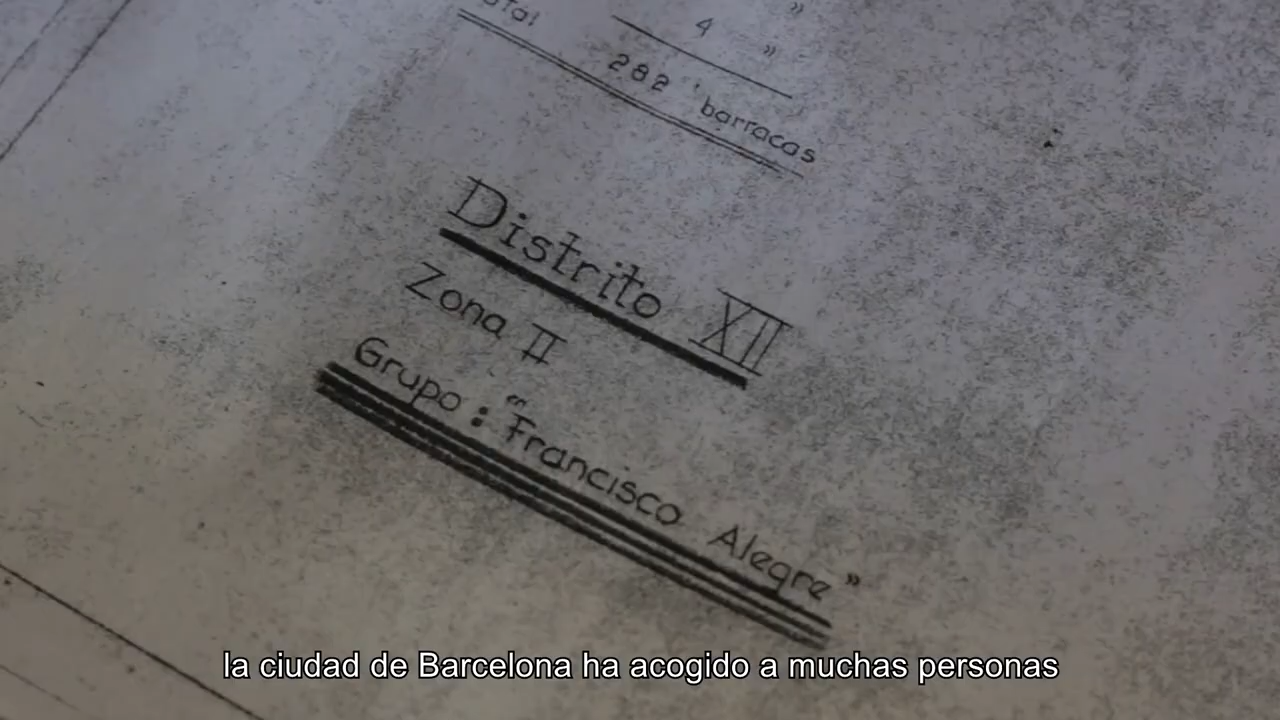 4 »
282 barracas
Distrito XII
Zona II
Grupo : "Francisco Alegre"
la ciudad de Barcelona ha acogido a muchas personas